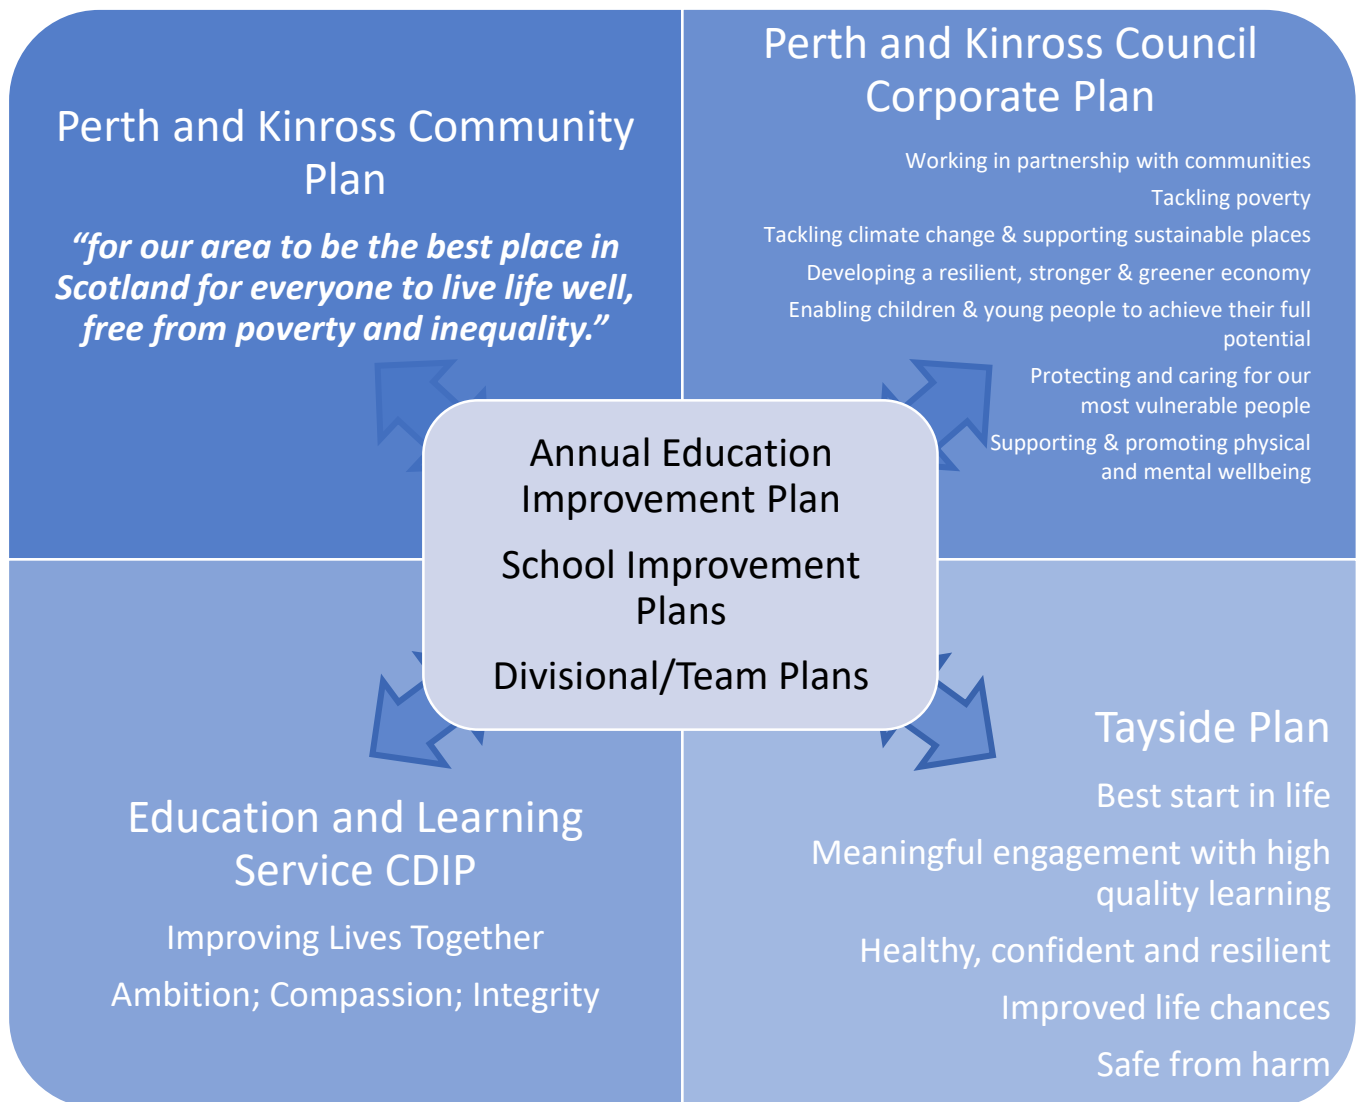 Perth and Kinross Community
Plan
“for our area to be the best place in
Scotland for everyone to live life well,
free from poverty and inequality.”
Perth and Kinross Council
Corporate Plan
Working in partnership with communities
Tackling poverty
Tackling climate change & supporting sustainable places
Developing a resilient, stronger & greener economy
Enabling children & young people to achieve their full
potential
Protecting and caring for our
most vulnerable people
Supporting & promoting physical
and mental wellbeing
Annual Education
Improvement Plan
School Improvement
Plans
Divisional/Team Plans
Education and Learning
Service CDIP
Improving Lives Together
Ambition; Compassion; Integrity
Tayside Plan
Best start in life
Meaningful engagement with high
quality learning
Healthy, confident and resilient
Improved life chances
Safe from harm